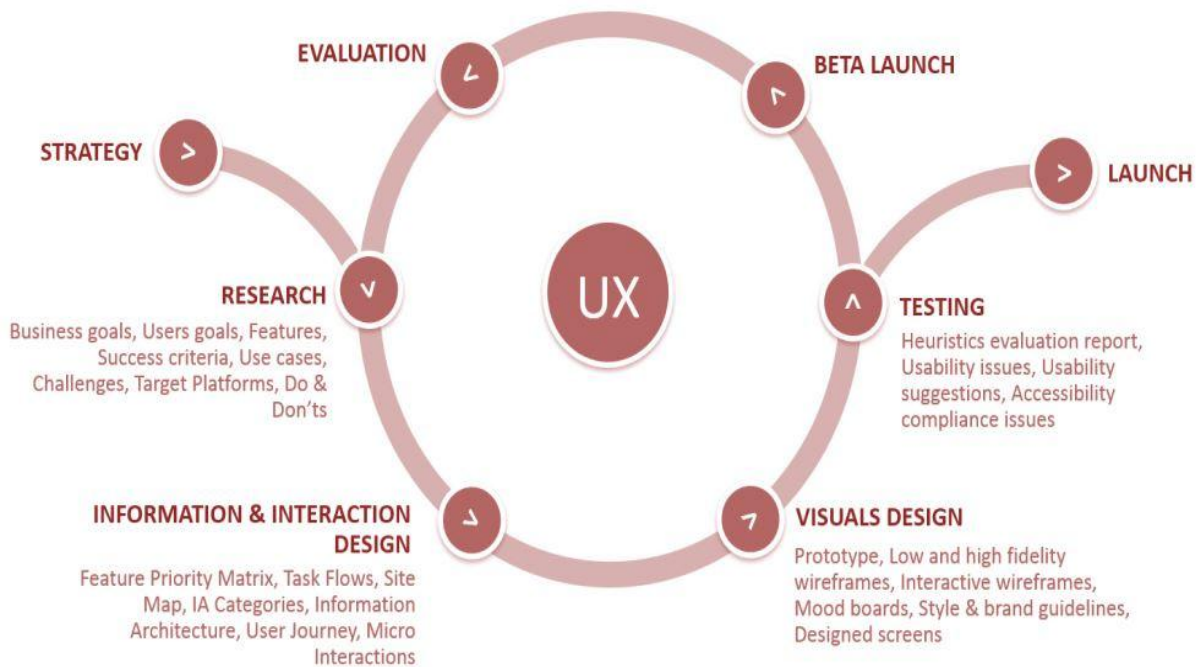 EVALUATION
BETA LAUNCH
STRATEGY
LAUNCH
UX
RESEARCH
Business goals, Users goals, Features,
Success criteria, Use cases,
Challenges, Target Platforms, Do &
Don'ts
TESTING
Heuristics evaluation report,
Usability issues, Usability
suggestions, Accessibility
compliance issues
INFORMATION & INTERACTION
DESIGN
Feature Priority Matrix, Task Flows, Site
Map, IA Categories, Information
Architecture, User Journey, Micro
Interactions
VISUALS DESIGN
Prototype, Low and high fidelity
wireframes, Interactive wireframes,
Mood boards, Style & brand guidelines,
Designed screens